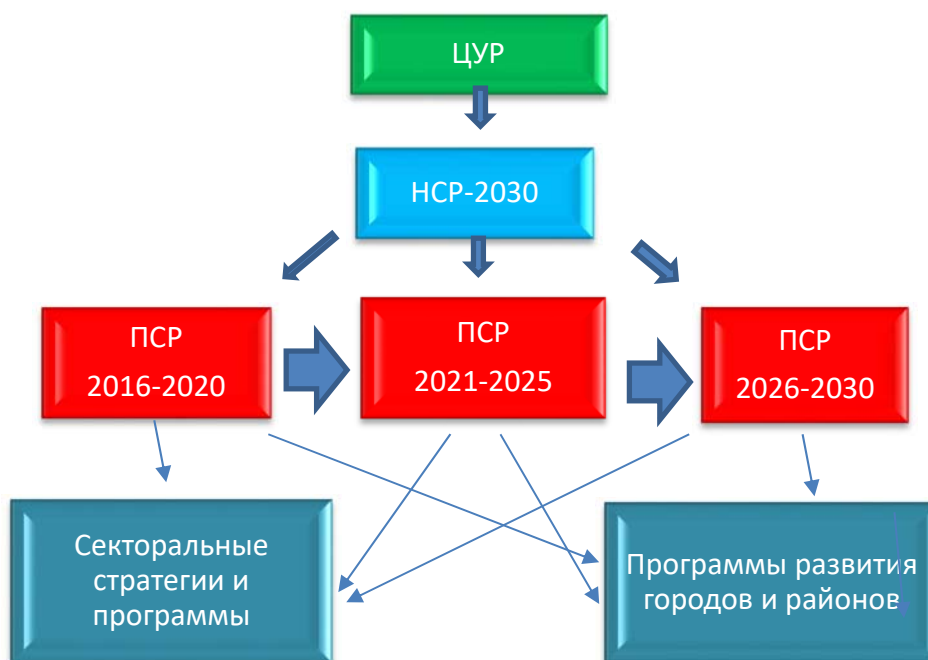 ЦУР
НСР-2030
ПСР
2016-2020
ПСР
2021-2025
ПСР
2026-2030
Секторальные
стратегии и
программы
Программы развития
городов и районов